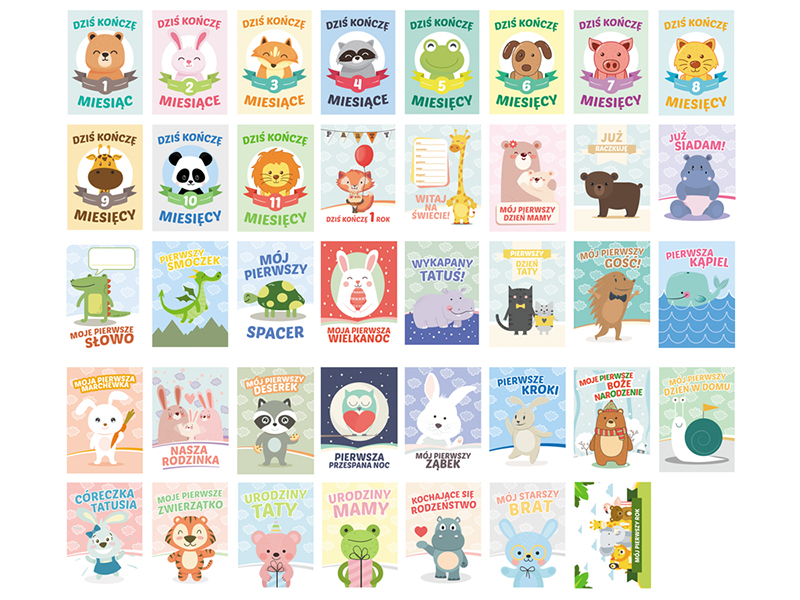 DZIŚ KOŃCZĘ
1
MIESIĄC
DZIŚ KOŃCZĘ
2
MIESIĄCE
DZIŚ KOŃCZĘ
3
MIESIĄCE
DZIŚ KOŃCZĘ
4
MIESIĄCE
DZIŚ KOŃCZĘ
5
MIESIĘCY
DZIŚ KOŃCZĘ
6
MIESIĘCY
DZIŚ KOŃCZĘ
7
MIESIĘCY
DZIŚ KOŃCZĘ
8
MIESIĘCY
DZIŚ KOŃCZĘ
9
MIESIĘCY
DZIŚ KOŃCZĘ
10
MIESIĘCY
DZIŚ KOŃCZĘ
11
MIESIĘCY
PARTY
DZIŚ KOŃCZĘ 1 ROK
WITAJ
NA
ŚWIECIE!
MÓJ PIERWSZY
DZIEŃ MAMY
JUŻ
RACZKUJĘ
JUŻ
SIADAM!
MOJE PIERWSZE
SŁOWO
PIERWSZY
SMOCZEK
MÓJ
PIERWSZY
SPACER
MOJA PIERWSZA
WIELKANOC
WYKAPANY
TATUŚ!
PIERWSZY
DZIEŃ
TATY
MÓJ PIERWSZY
GOŚĆ!
PIERWSZA
KĄPIEL
MOJA PIERWSZA
MARCHEWKA
NASZA
RODZINKA
MÓJ PIERWSZY
DESEREK
PIERWSZA
PRZESPANA NOC
MÓJ PIERWSZY
ZĄBEK
PIERWSZE
KROKI
MOJE PIERWSZE
BOŻE
NARODZENIE
MÓJ PIERWSZY
DZIEŃ W DOMU
CÓRECZKA
TATUSIA
MOJE PIERWSZE
ZWIERZĄTKO
URODZINY
TATY
URODZINY
MAMY
KOCHAJĄCE SIĘ
RODZEŃSTWO
MÓJ STARSZY
BRAT
MÓJ PIERWSZY ROK